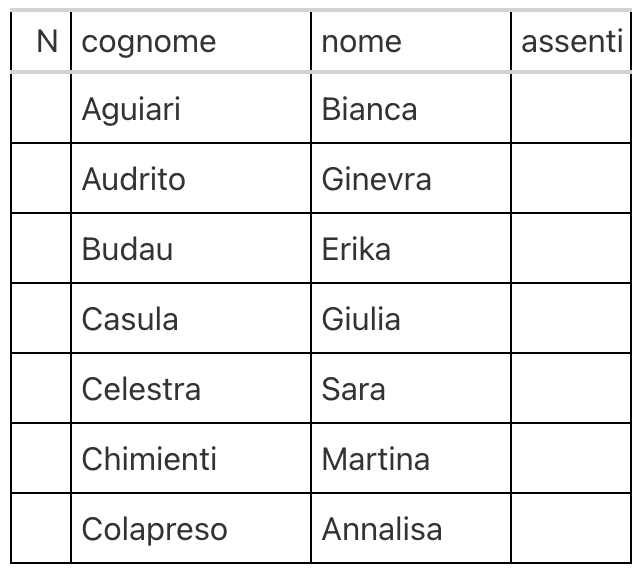 N cognome nome assenti
Aguiari Bianca
Audrito Ginevra
Budau Erika
Casula Giulia
Celestra Sara
Chimienti Martina
Colapreso Annalisa